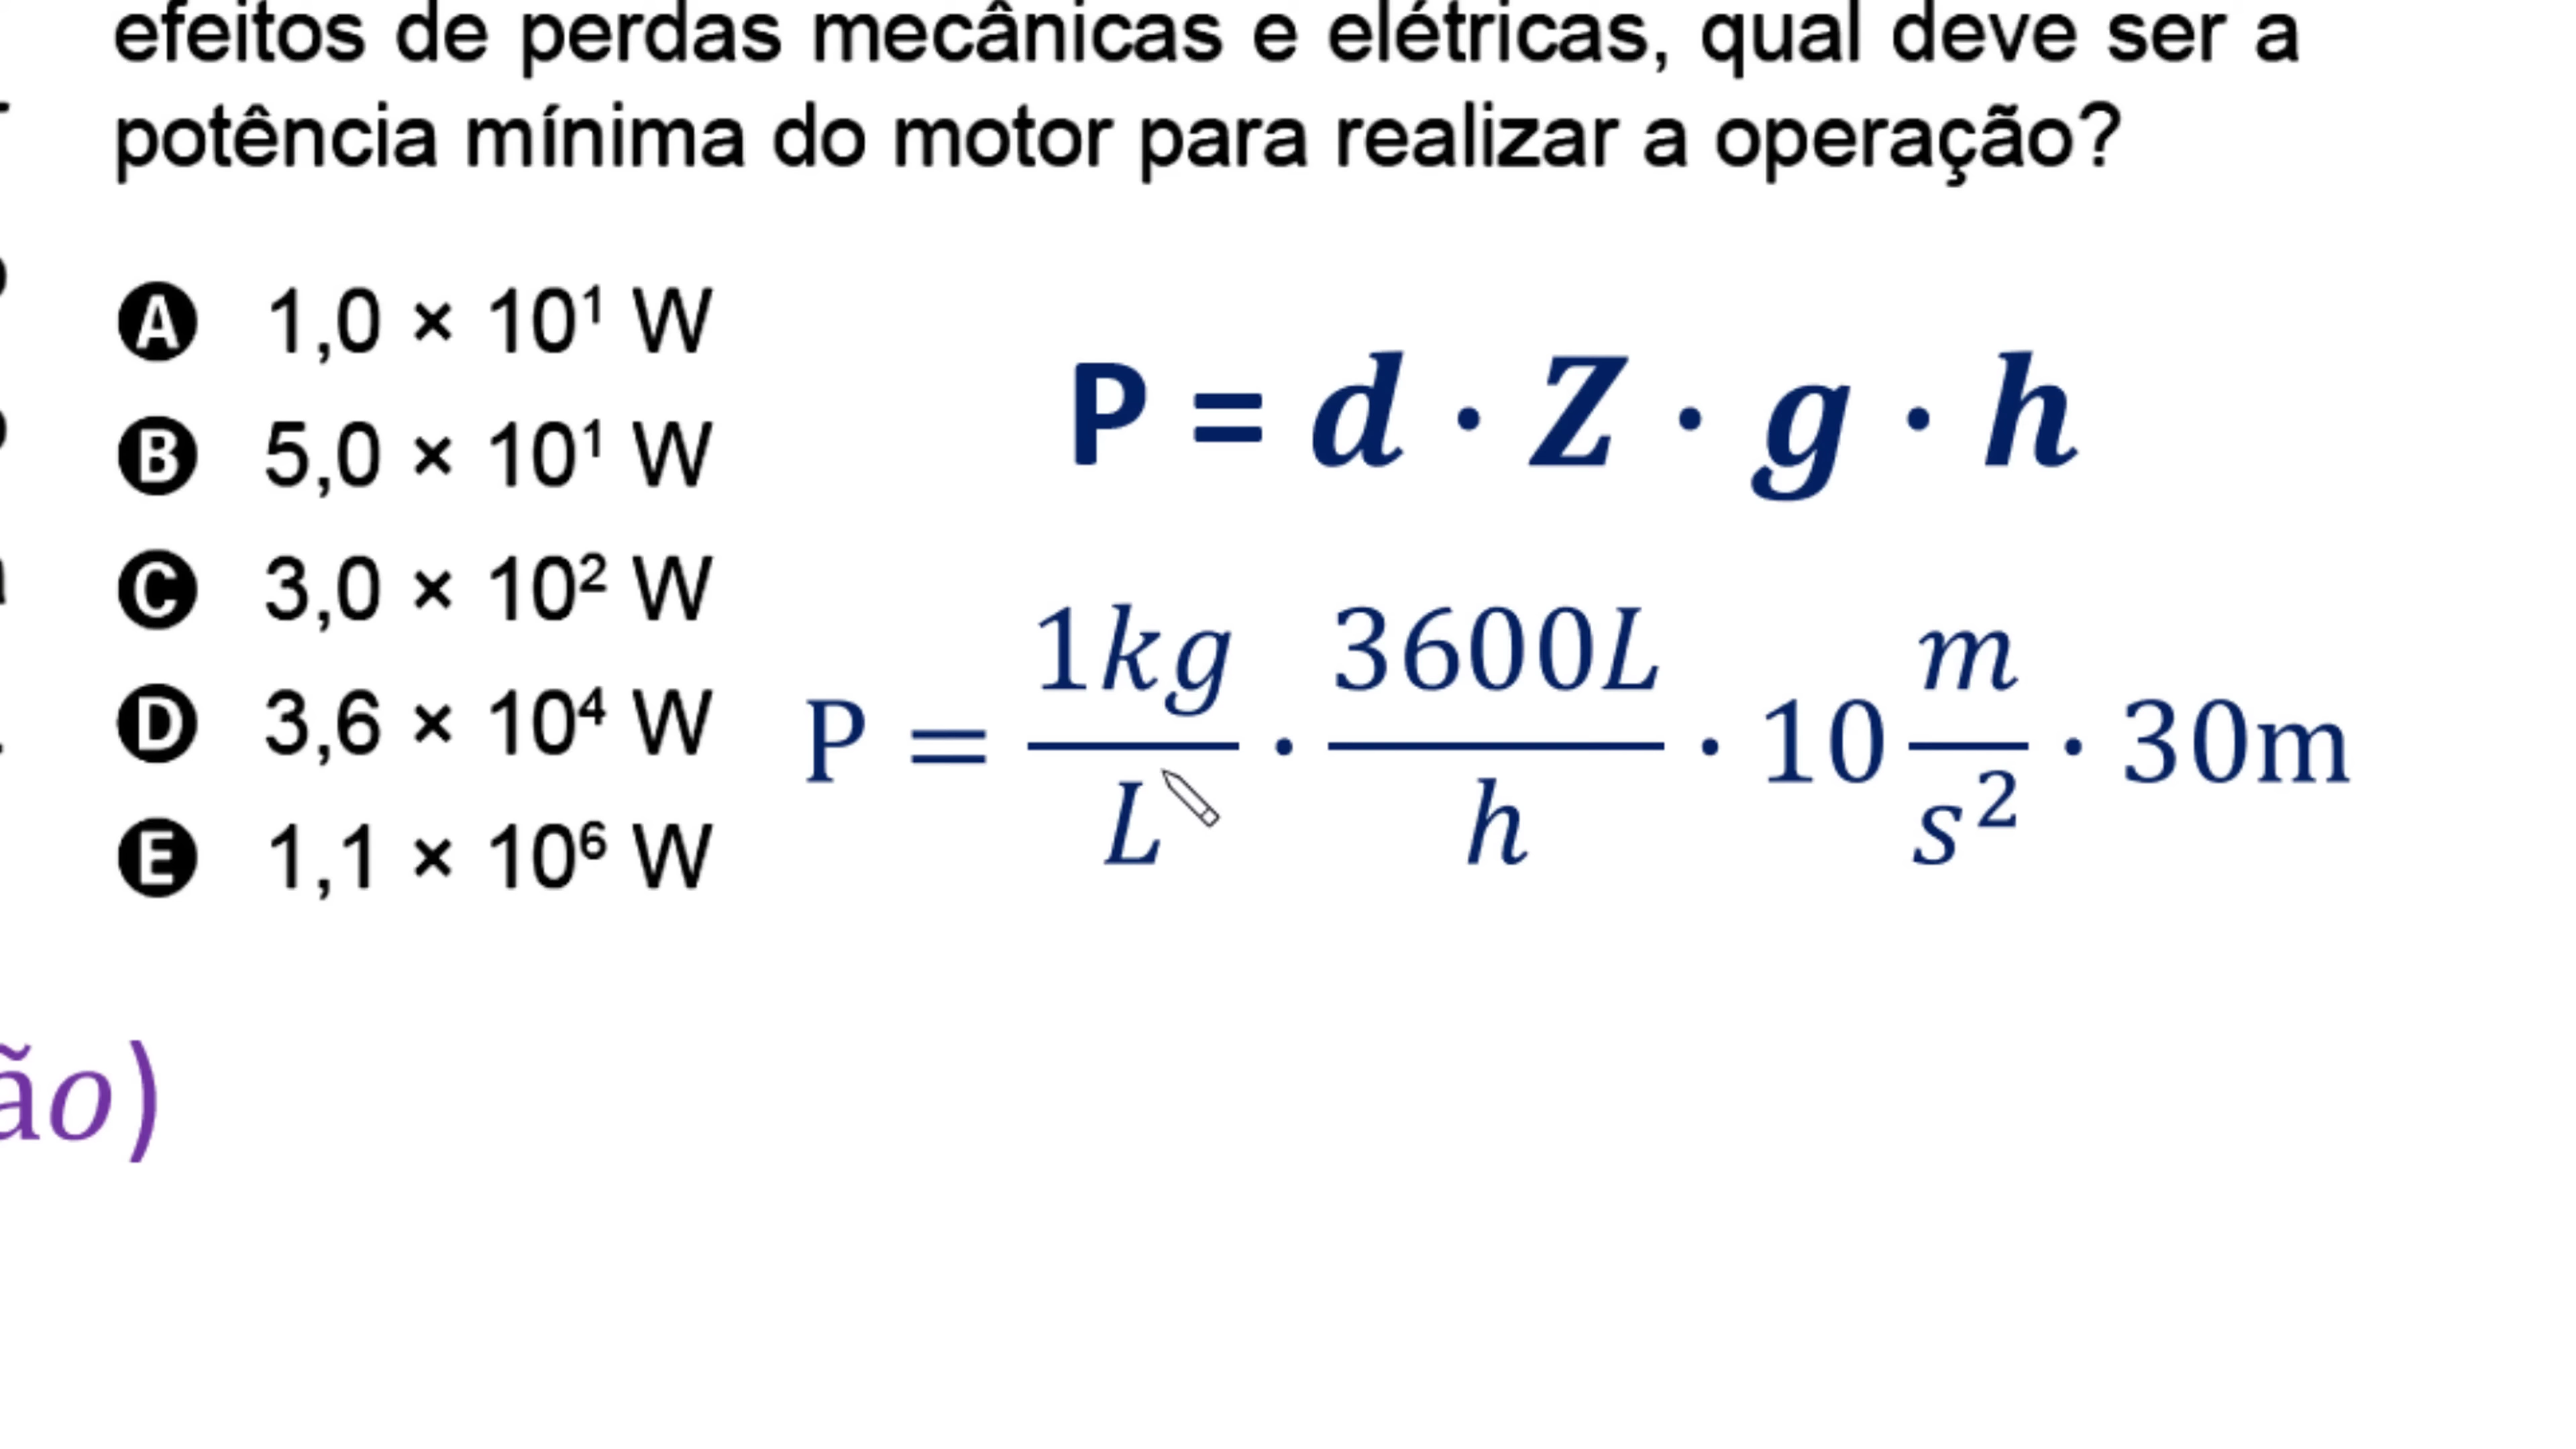 efeitos de perdas mecânicas e elétricas, qual deve ser a
potência mínima do motor para realizar a operação?
A 1,0 × 10¹ W
B 5,0 × 10¹ W
C 3,0 × 10² W
D 3,6 × 10⁴ W
E 1,1 × 10⁶ W
P = d · Z · g · h
P = 1kg/L · 3600L/h · 10 m/s² · 30m
ão)